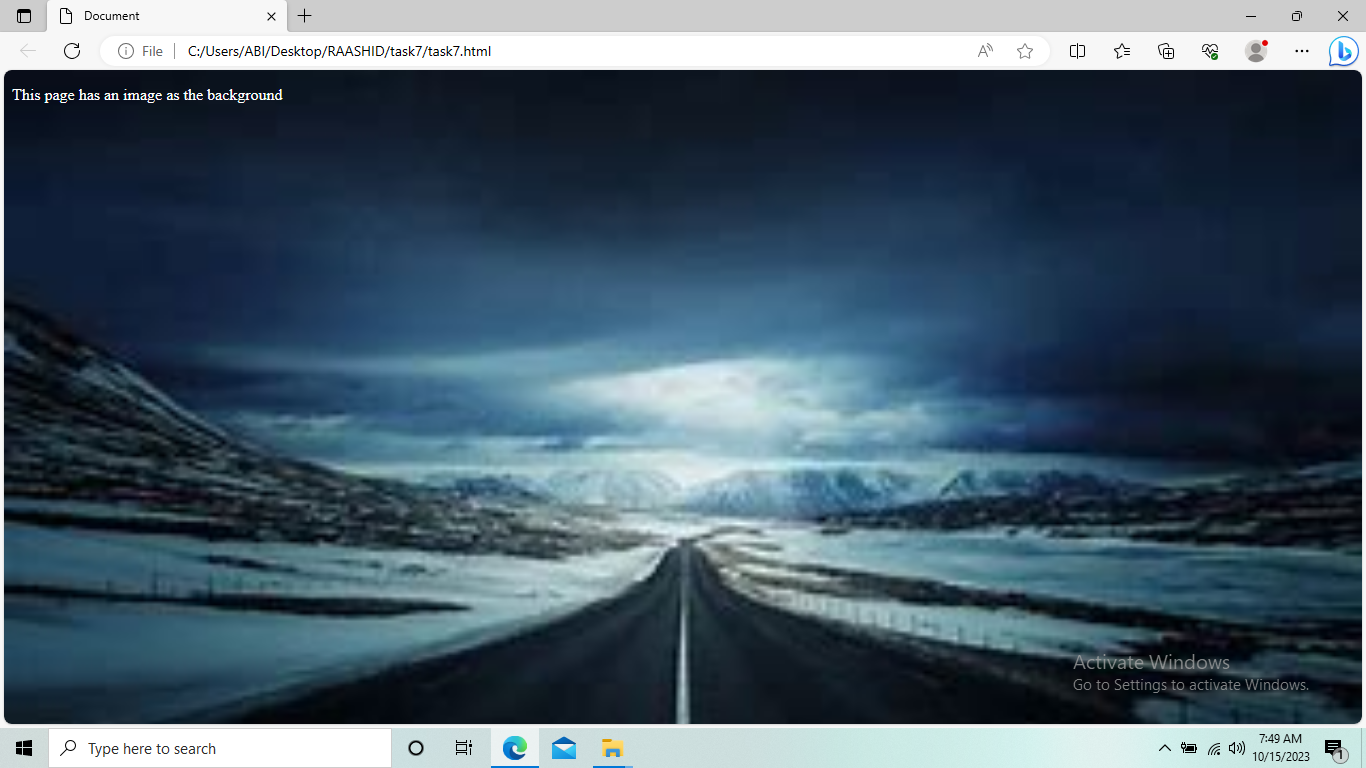 Document
File
C:/Users/ABI/Desktop/RAASHID/task7/task7.html
This page has an image as the background
Activate Windows
Go to Settings to activate Windows.
Type here to search
7:49 AM
10/15/2023
1